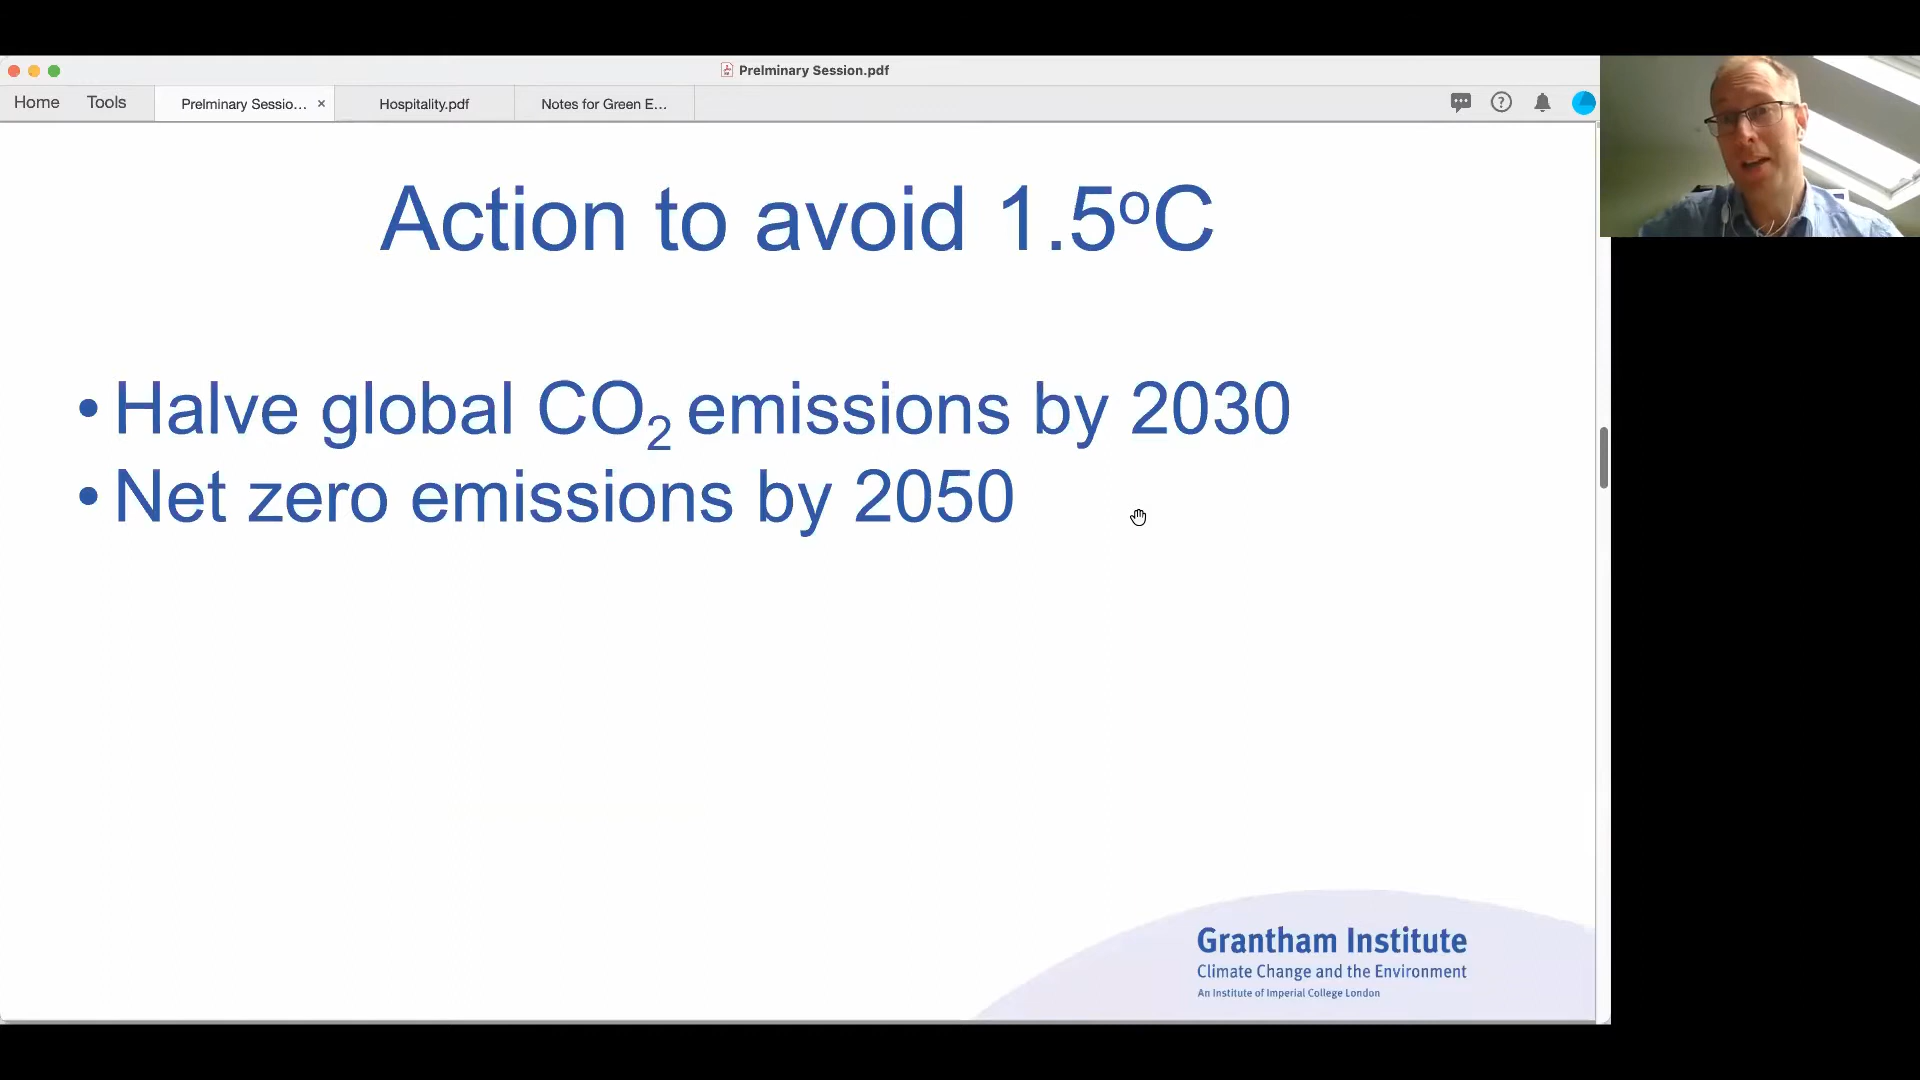 Prelminary Session.pdf
Home Tools Prelminary Sessio... × Hospitality.pdf Notes for Green E...
Action to avoid 1.5ºC
• Halve global CO₂ emissions by 2030
• Net zero emissions by 2050
Grantham Institute
Climate Change and the Environment
An Institute of Imperial College London